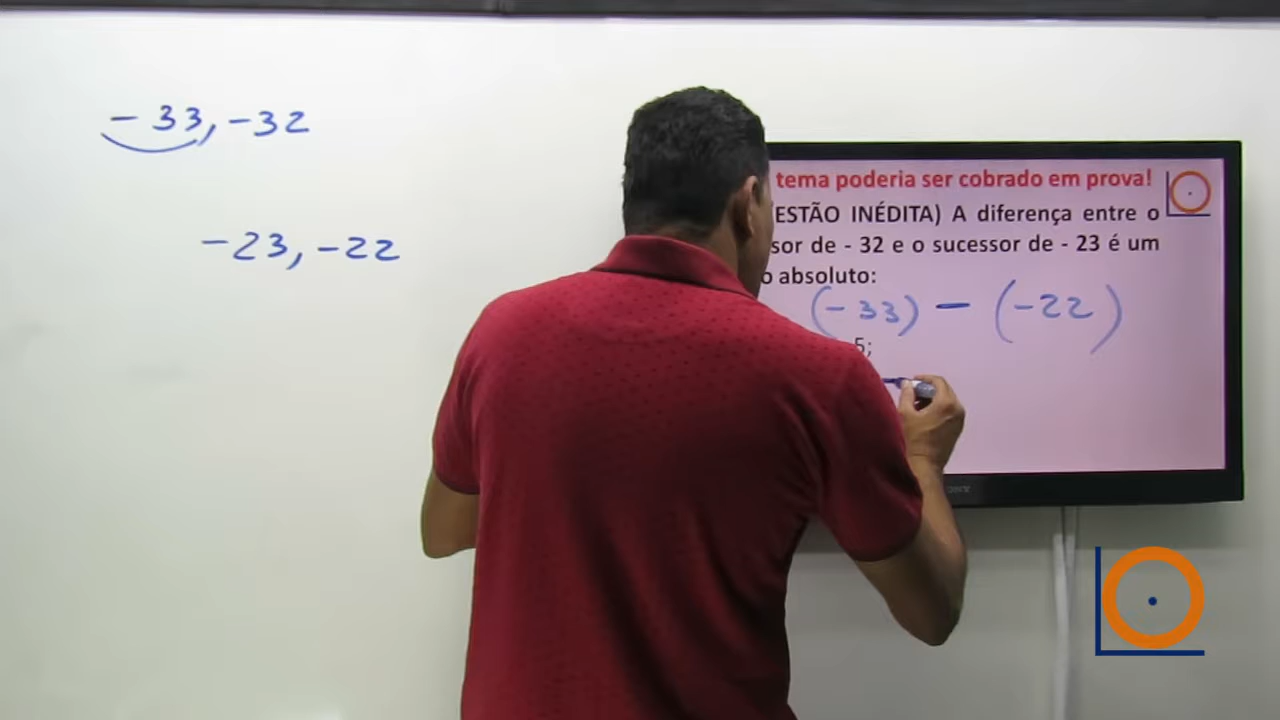 -33, -32
-23, -22
tema poderia ser cobrado em prova!
ESTÃO INÉDITA) A diferença entre o
sor de - 32 e o sucessor de - 23 é um
o absoluto:
(-33) - (-22)
5;